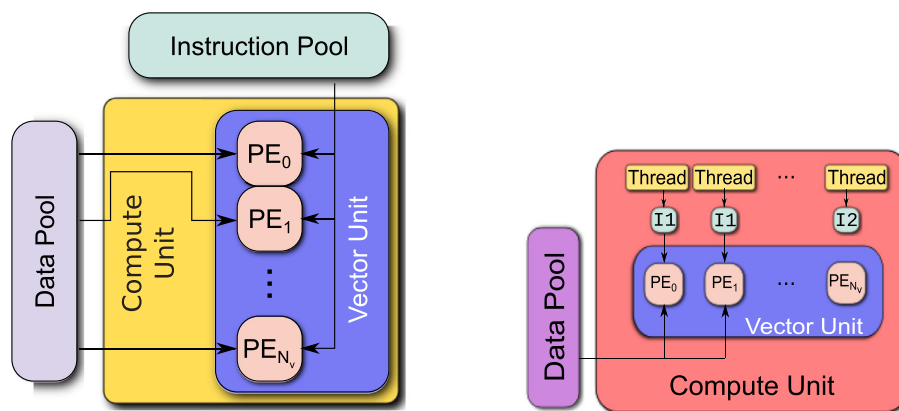 Instruction Pool
Data Pool
Compute
Unit
PE0
PE1
...
PENv
Vector Unit
Thread Thread ... Thread
I1 I1 I2
Data Pool
PE0 PE1 ... PENv
Vector Unit
Compute Unit